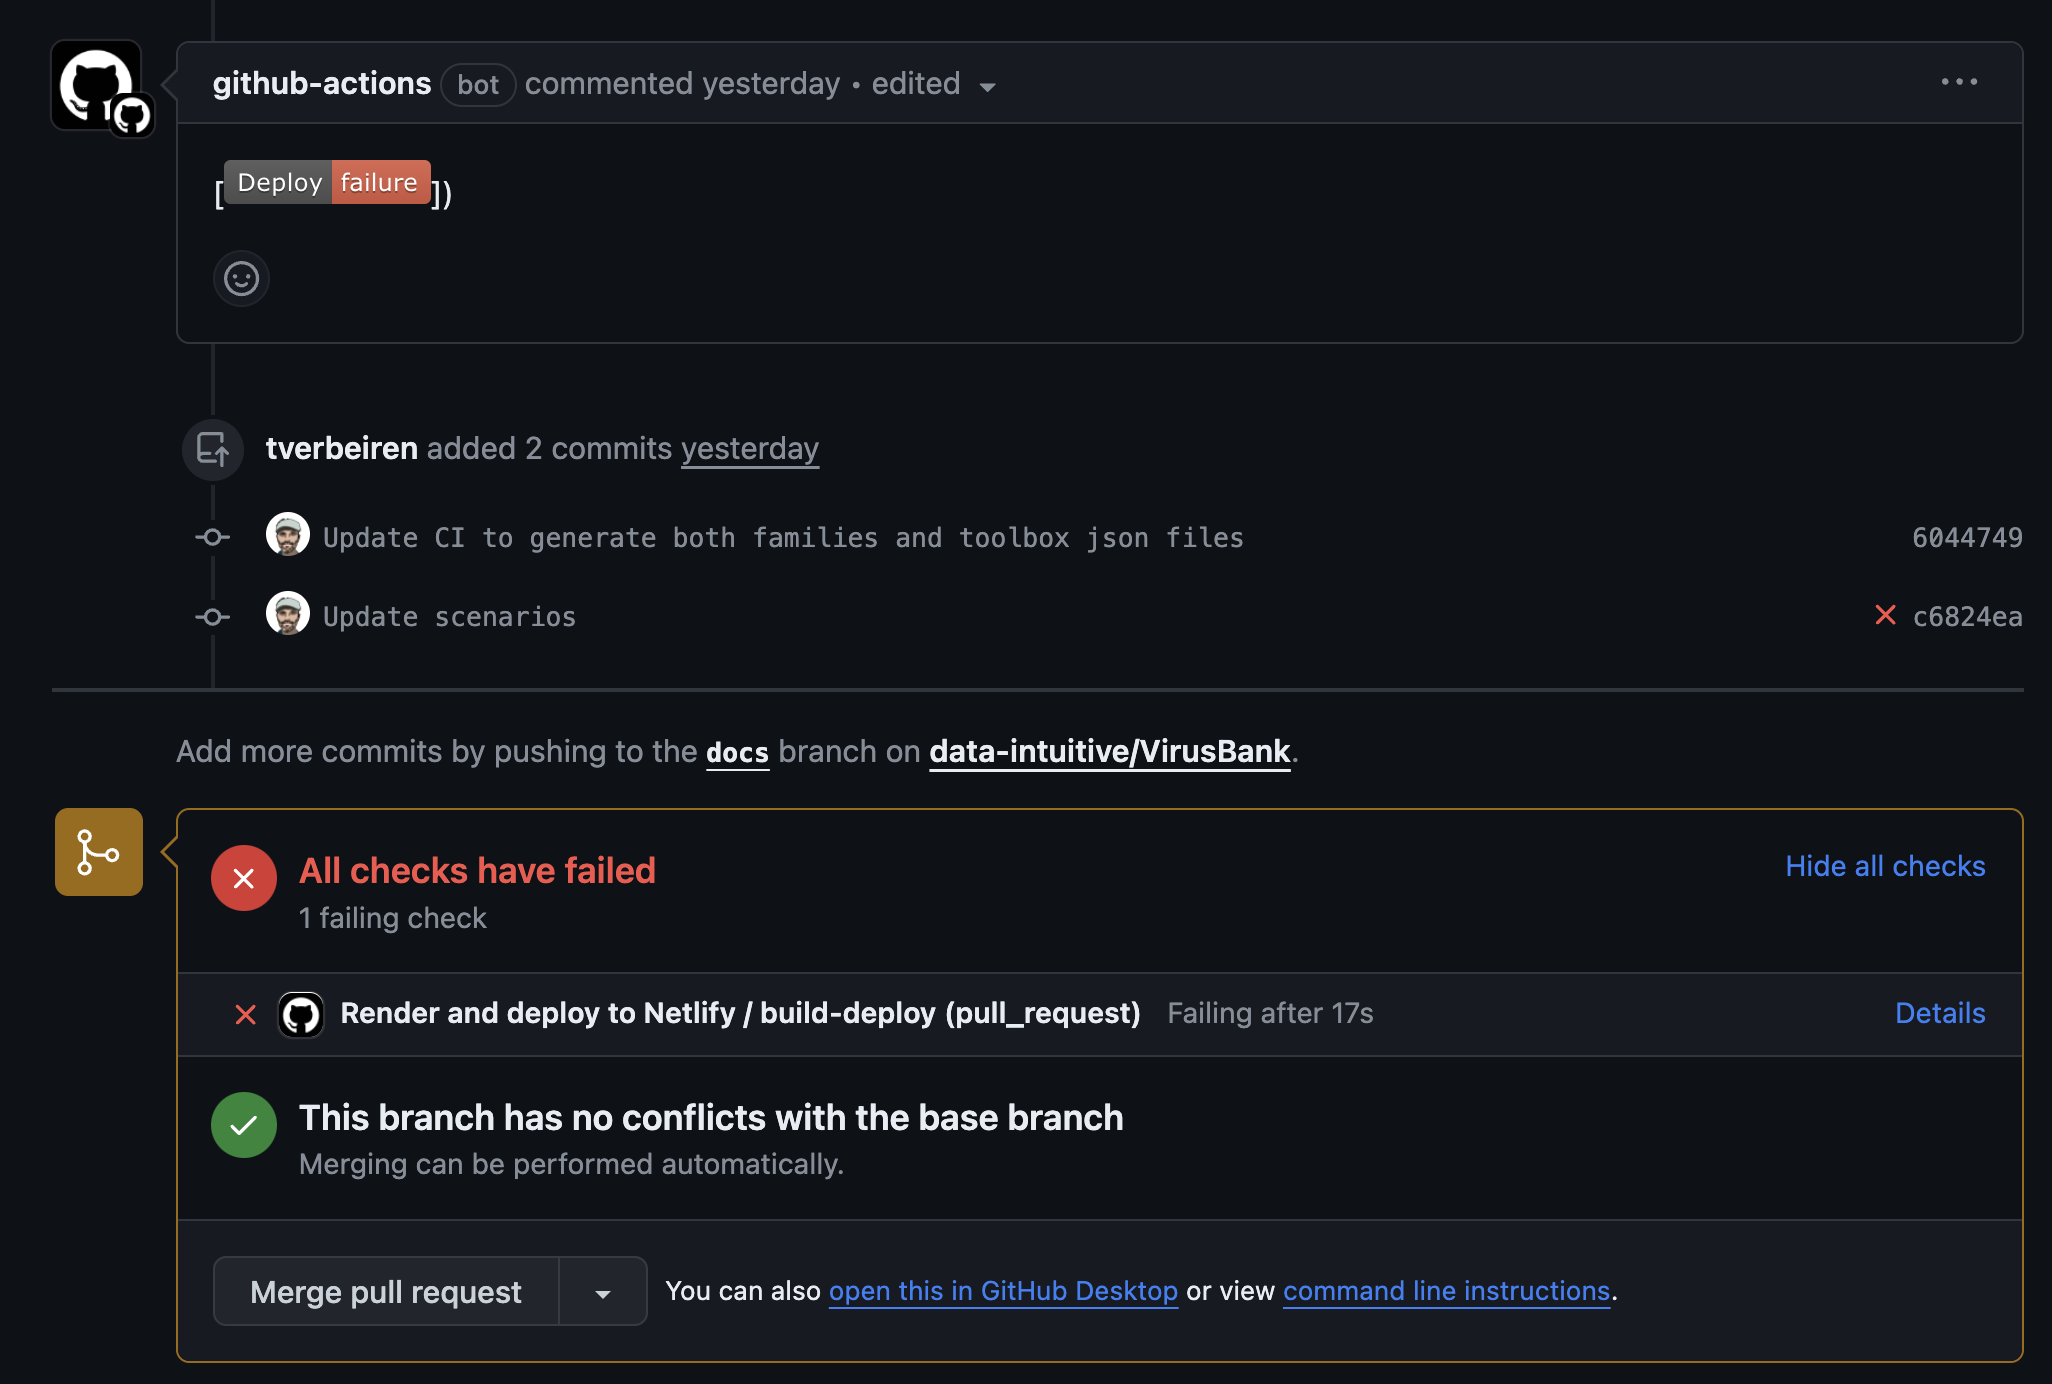 github-actions bot commented yesterday • edited
[Deploy failure])
tverbeiren added 2 commits yesterday
Update CI to generate both families and toolbox json files 6044749
Update scenarios c6824ea
Add more commits by pushing to the docs branch on data-intuitive/VirusBank.
All checks have failed
Hide all checks
1 failing check
Render and deploy to Netlify / build-deploy (pull_request) Failing after 17s Details
This branch has no conflicts with the base branch
Merging can be performed automatically.
Merge pull request You can also open this in GitHub Desktop or view command line instructions.